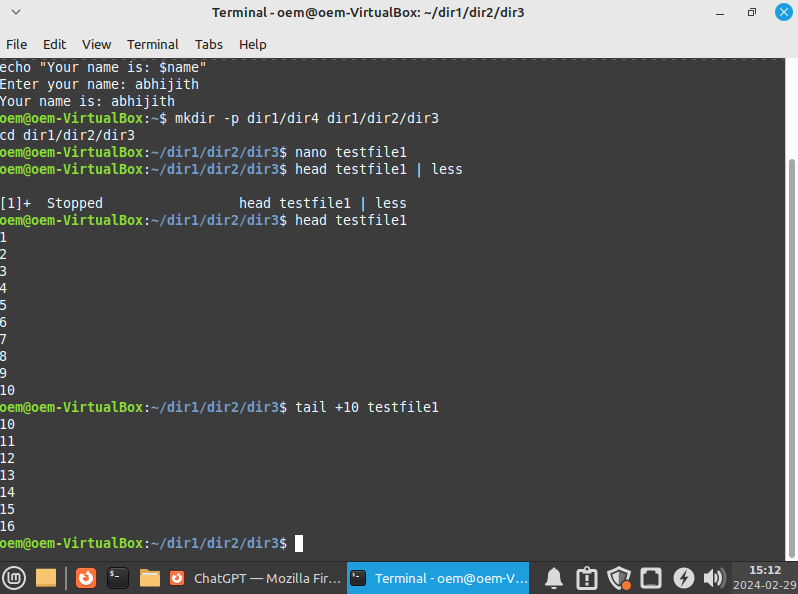 Terminal - oem@oem-VirtualBox: ~/dir1/dir2/dir3
File Edit View Terminal Tabs Help
echo "Your name is: $name"
Enter your name: abhijith
Your name is: abhijith
oem@oem-VirtualBox:~$ mkdir -p dir1/dir4 dir1/dir2/dir3
cd dir1/dir2/dir3
oem@oem-VirtualBox:~/dir1/dir2/dir3$ nano testfile1
oem@oem-VirtualBox:~/dir1/dir2/dir3$ head testfile1 | less
[1]+  Stopped                 head testfile1 | less
oem@oem-VirtualBox:~/dir1/dir2/dir3$ head testfile1
1
2
3
4
5
6
7
8
9
10
oem@oem-VirtualBox:~/dir1/dir2/dir3$ tail +10 testfile1
10
11
12
13
14
15
16
oem@oem-VirtualBox:~/dir1/dir2/dir3$
ChatGPT — Mozilla Fir...
Terminal - oem@oem-V...
15:12
2024-02-29